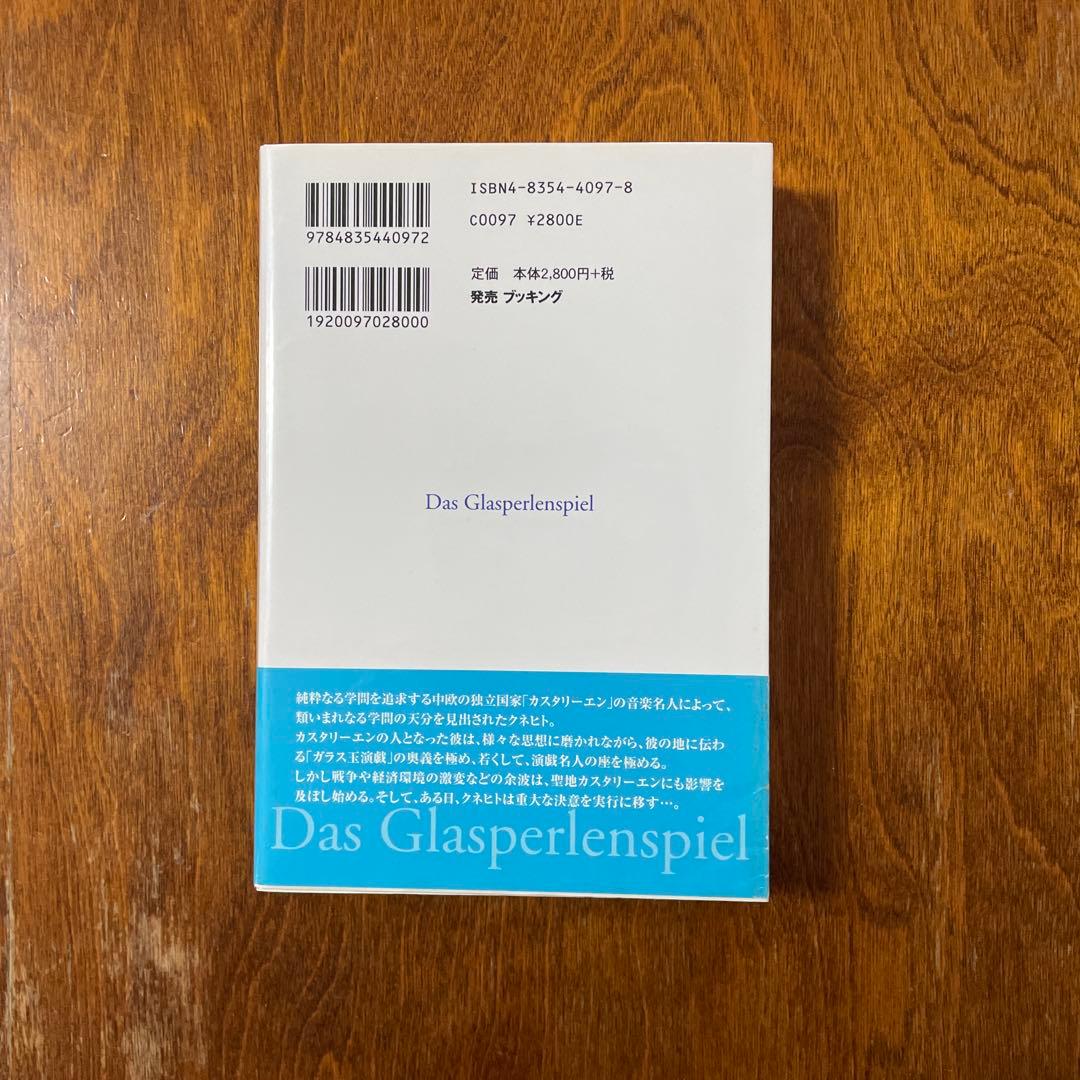 ISBN4-8354-4097-8
C0097 ¥2800E
9784835440972
定価 本体2,800円+税
発売 ブッキング
1920097028000
Das Glasperlenspiel
純粋なる学問を追求する中欧の独立国家「カスタリーエン」の音楽名人によって、
類いまれなる学問の天分を見出されたクネヒト。
カスタリーエンの人となった彼は、様々な思想に磨かれながら、彼の地に伝わ
る「ガラス玉演戯」の奥義を極め、若くして、演戯名人の座を極める。
しかし戦争や経済環境の激変などの余波は、聖地カスタリーエンにも影響を
及ぼし始める。そして、ある日、クネヒトは重大な決意を実行に移す…。
Das Glasperlenspiel